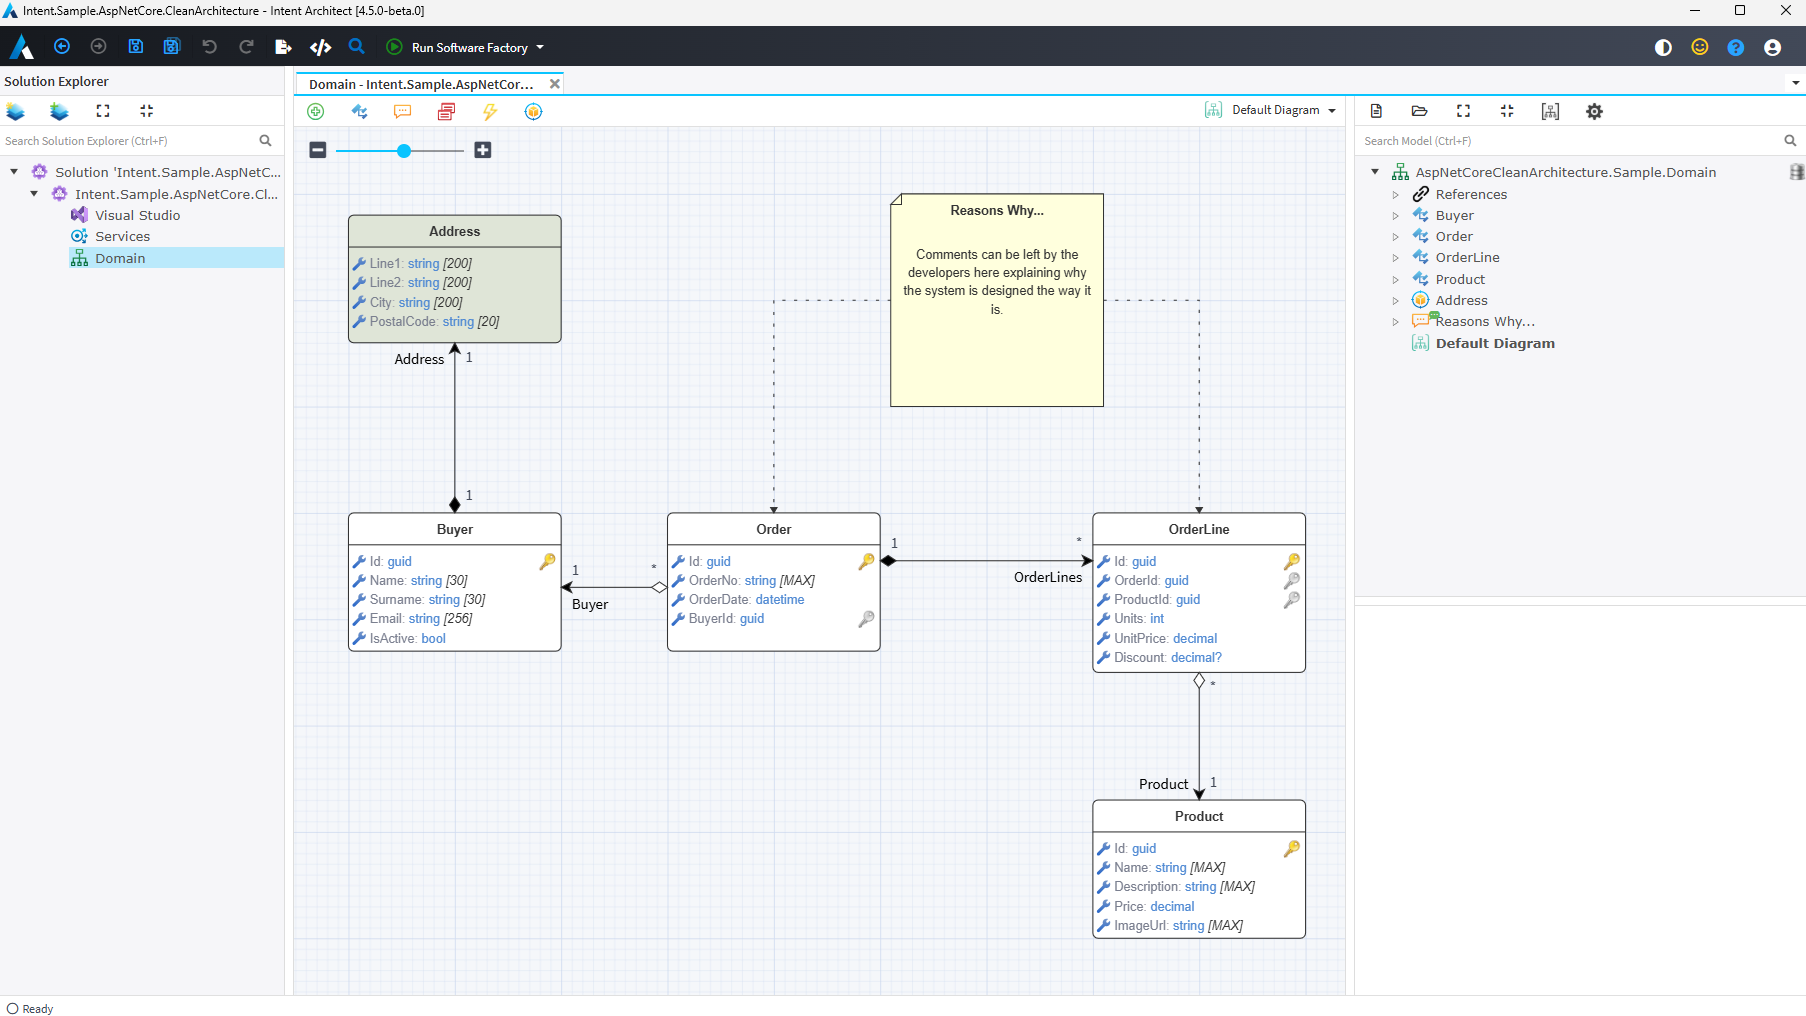 Intent.Sample.AspNetCore.CleanArchitecture - Intent Architect [4.5.0-beta.0]
Run Software Factory
Solution Explorer
Search Solution Explorer (Ctrl+F)
Solution 'Intent.Sample.AspNetC...
Intent.Sample.AspNetCore.Cl...
Visual Studio
Services
Domain
Domain - Intent.Sample.AspNetCor...
Default Diagram
Address
Line1: string [200]
Line2: string [200]
City: string [200]
PostalCode: string [20]
Address 1
1
Reasons Why...
Comments can be left by the
developers here explaining why
the system is designed the way it
is.
Buyer
Id: guid
Name: string [30]
Surname: string [30]
Email: string [256]
IsActive: bool
1 *
Buyer
Order
Id: guid
OrderNo: string [MAX]
OrderDate: datetime
BuyerId: guid
1 *
OrderLines
OrderLine
Id: guid
OrderId: guid
ProductId: guid
Units: int
UnitPrice: decimal
Discount: decimal?
*
Product 1
Product
Id: guid
Name: string [MAX]
Description: string [MAX]
Price: decimal
ImageUrl: string [MAX]
Search Model (Ctrl+F)
AspNetCoreCleanArchitecture.Sample.Domain
References
Buyer
Order
OrderLine
Product
Address
Reasons Why...
Default Diagram
Ready